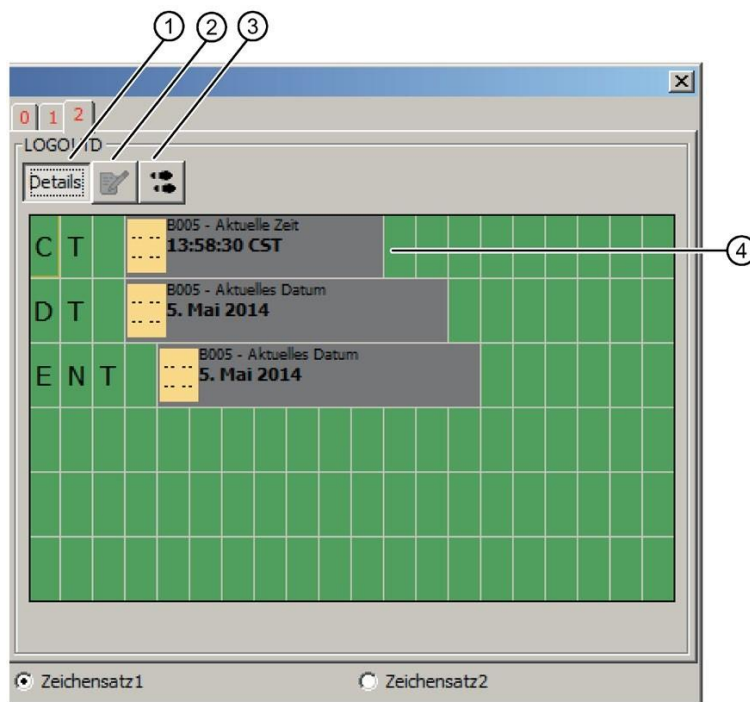 1 2 3
0 1 2
LOGO! TD
Details
C T -- -- B005 - Aktuelle Zeit
-- -- 13:58:30 CST
4
D T -- -- B005 - Aktuelles Datum
-- -- 5. Mai 2014
E N T -- -- B005 - Aktuelles Datum
-- -- 5. Mai 2014
Zeichensatz1 Zeichensatz2